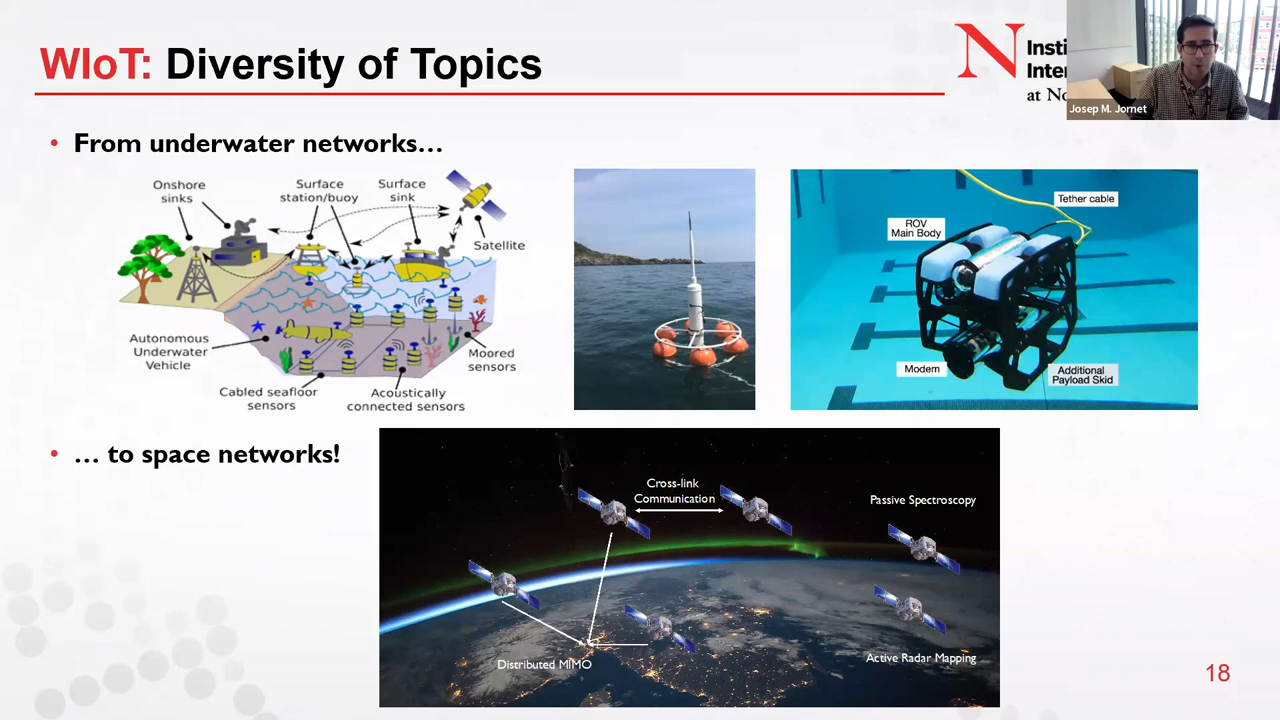 WIoT: Diversity of Topics
Insti
Inter
at No
Josep M. Jornet
• From underwater networks…
Onshore
sinks
Surface
station/buoy
Surface
sink
Satellite
Autonomous
Underwater
Vehicle
Cabled seafloor
sensors
Acoustically
connected sensors
Moored
sensors
Tether cable
ROV
Main Body
Modem
Additional
Payload Skid
• … to space networks!
Cross-link
Communication
Passive Spectroscopy
Distributed MIMO
Active Radar Mapping
18